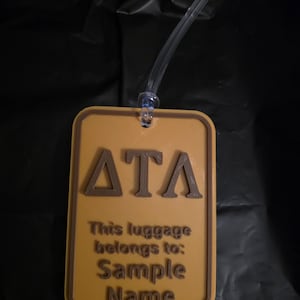 ΔΤΛ
This luggage
belongs to:
Sample
Name